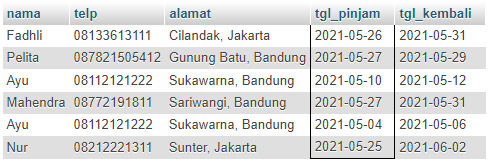 nama telp alamat tgl_pinjam tgl_kembali
Fadhli 08133613111 Cilandak, Jakarta 2021-05-26 2021-05-31
Pelita 087821505412 Gunung Batu, Bandung 2021-05-27 2021-05-29
Ayu 08112121222 Sukawarna, Bandung 2021-05-10 2021-05-12
Mahendra 08772191811 Sariwangi, Bandung 2021-05-27 2021-05-31
Ayu 08112121222 Sukawarna, Bandung 2021-05-04 2021-05-06
Nur 08212221311 Sunter, Jakarta 2021-05-25 2021-06-02